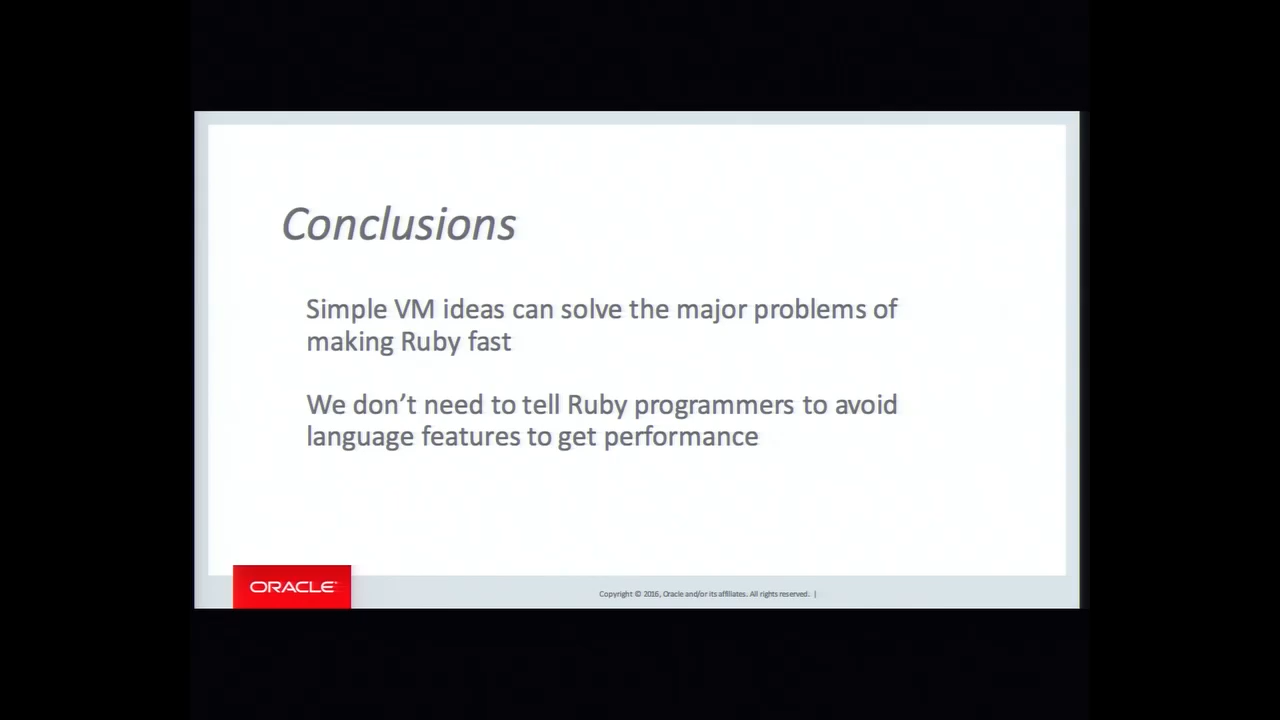 Conclusions
Simple VM ideas can solve the major problems of
making Ruby fast
We don’t need to tell Ruby programmers to avoid
language features to get performance
ORACLE
Copyright © 2016, Oracle and/or its affiliates. All rights reserved. |